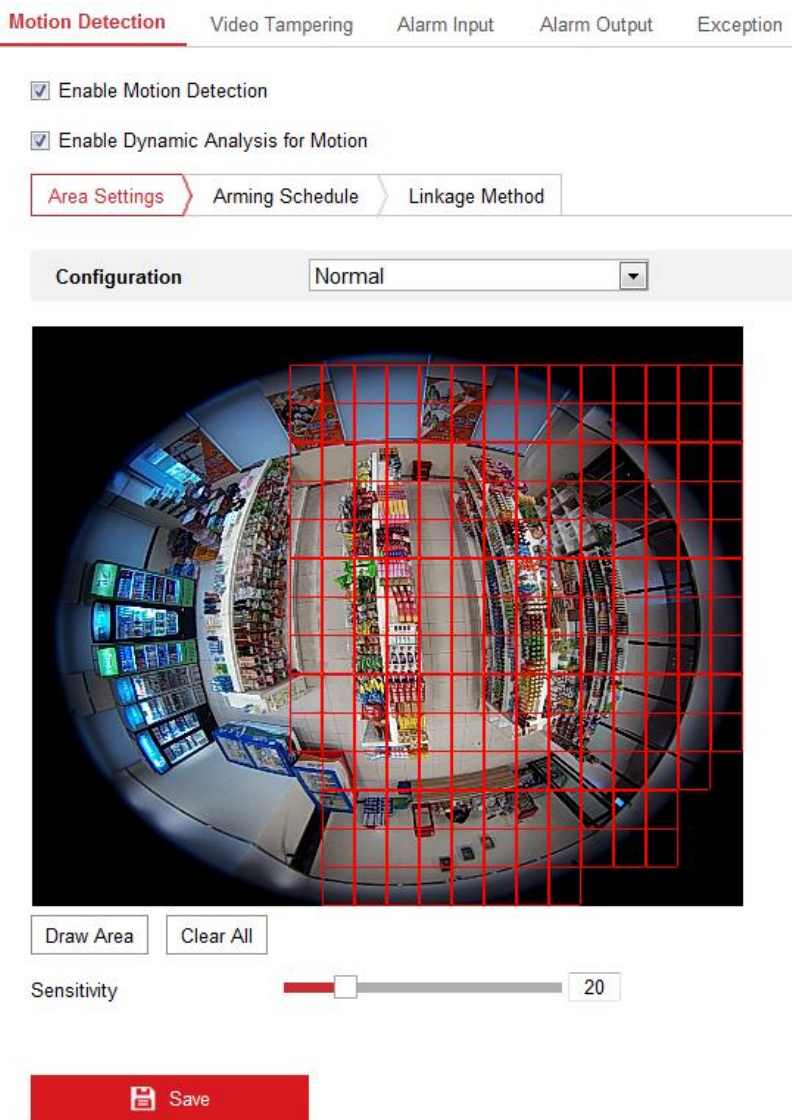 Motion Detection Video Tampering Alarm Input Alarm Output Exception
Enable Motion Detection
Enable Dynamic Analysis for Motion
Area Settings Arming Schedule Linkage Method
Configuration Normal
Draw Area Clear All
Sensitivity 20
Save